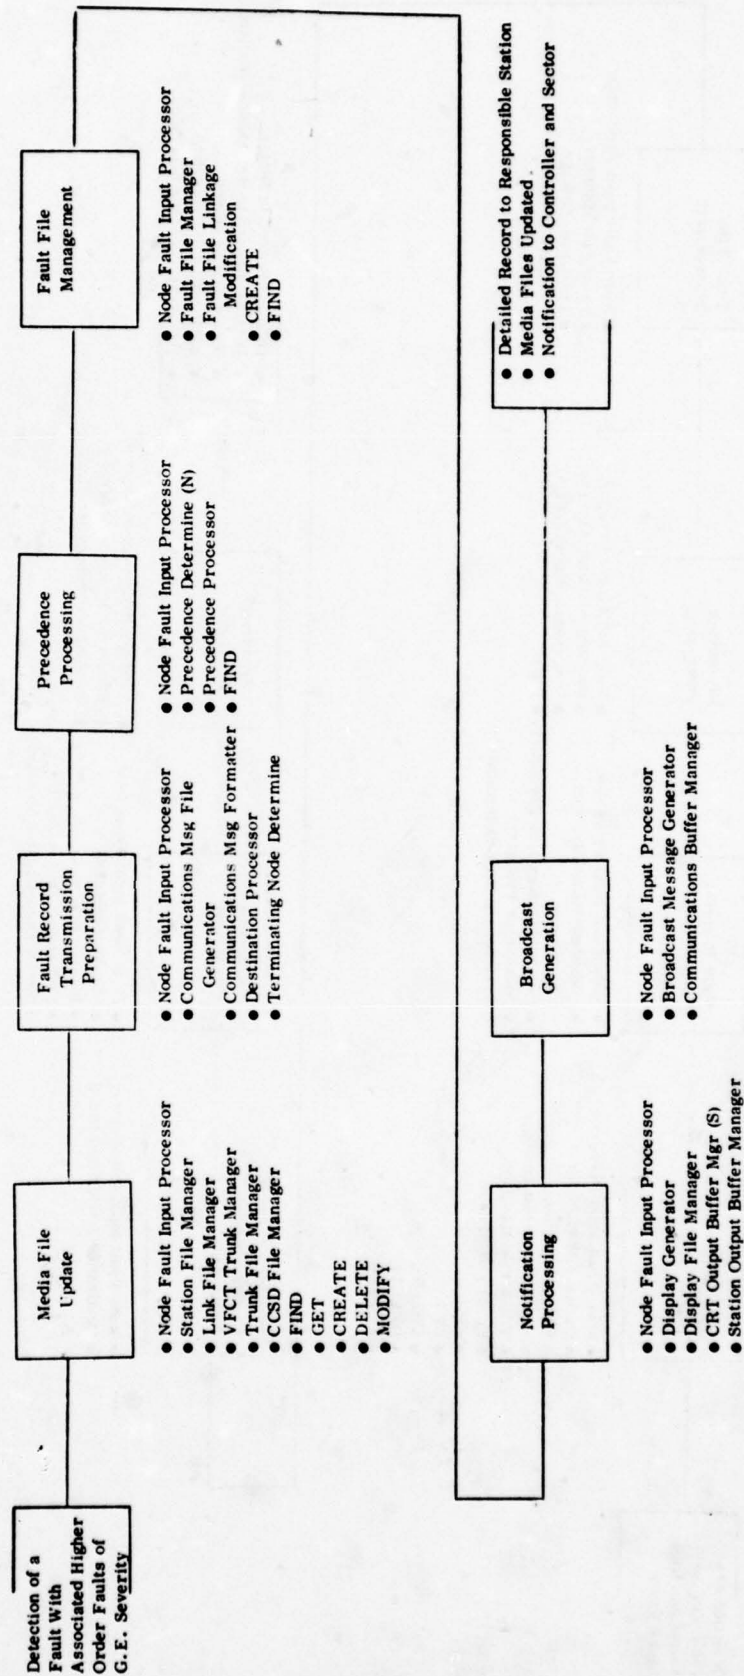 Detection of a
Fault With
Associated Higher
Order Faults of
G.E. Severity
Media File
Update
● Node Fault Input Processor
● Station File Manager
● Link File Manager
● VFCT Trunk Manager
● Trunk File Manager
● CCSD File Manager
● FIND
● GET
● CREATE
● DELETE
● MODIFY
Fault Record
Transmission
Preparation
● Node Fault Input Processor
● Communications Msg File
Generator
● Communications Msg Formatter
● Destination Processor
● Terminating Node Determine
Precedence
Processing
● Node Fault Input Processor
● Precedence Determine (N)
● Precedence Processor
● FIND
Fault File
Management
● Node Fault Input Processor
● Fault File Manager
● Fault File Linkage
Modification
● CREATE
● FIND
Notification
Processing
● Node Fault Input Processor
● Display Generator
● Display File Manager
● CRT Output Buffer Mgr (S)
● Station Output Buffer Manager
Broadcast
Generation
● Node Fault Input Processor
● Broadcast Message Generator
● Communications Buffer Manager
● Detailed Record to Responsible Station
● Media Files Updated
● Notification to Controller and Sector